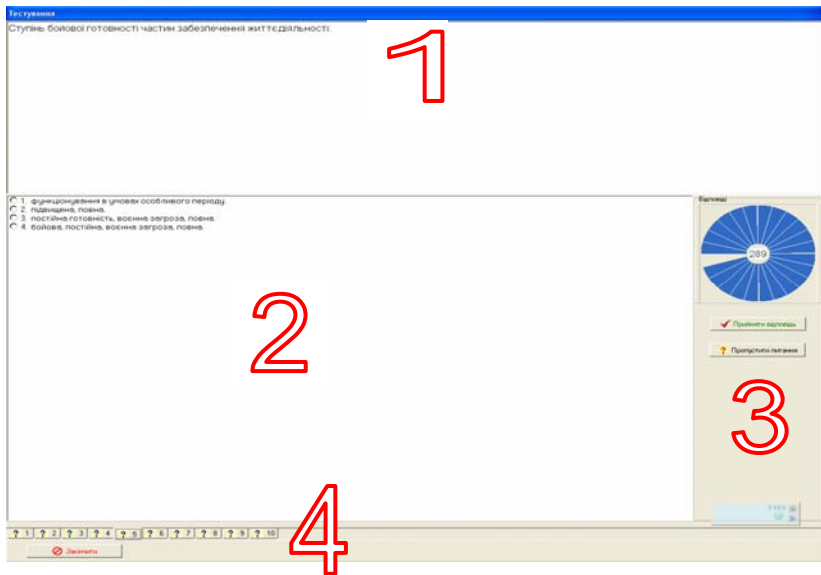 Тестування
Ступінь бойової готовності частин забезпечення життєдіяльності:
1
1. функціонування в умовах особливого періоду.
2. підвищена, повна.
3. постійна готовність, воєнна загроза, повна.
4. бойова, постійна, воєнна загроза, повна.
2
Відповіді
289
Прийняти відповідь
Пропустити питання
3
? 1 ? 2 ? 3 ? 4 ? 5 ? 6 ? 7 ? 8 ? 9 ? 10
4
Закінчити